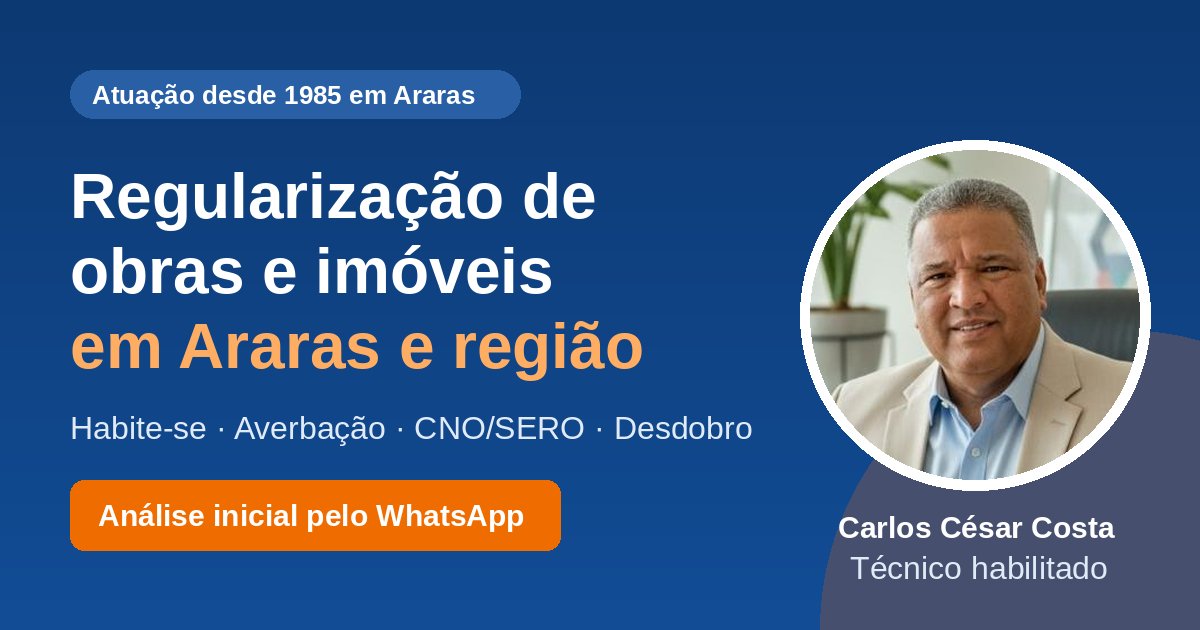 Atuação desde 1985 em Araras
Regularização de
obras e imóveis
em Araras e região
Habite-se · Averbação · CNO/SERO · Desdobro
Análise inicial pelo WhatsApp
Carlos César Costa
Técnico habilitado